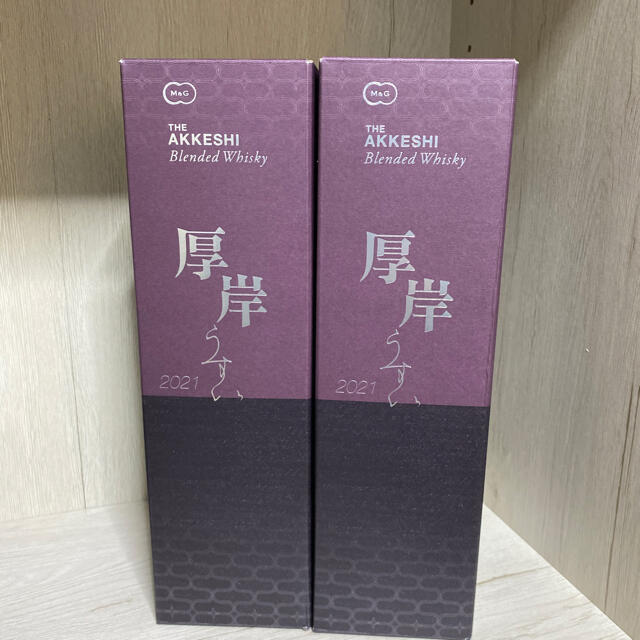 M&G
THE
AKKESHI
Blended Whisky
厚岸
うすい
2021
M&G
THE
AKKESHI
Blended Whisky
厚岸
うすい
2021